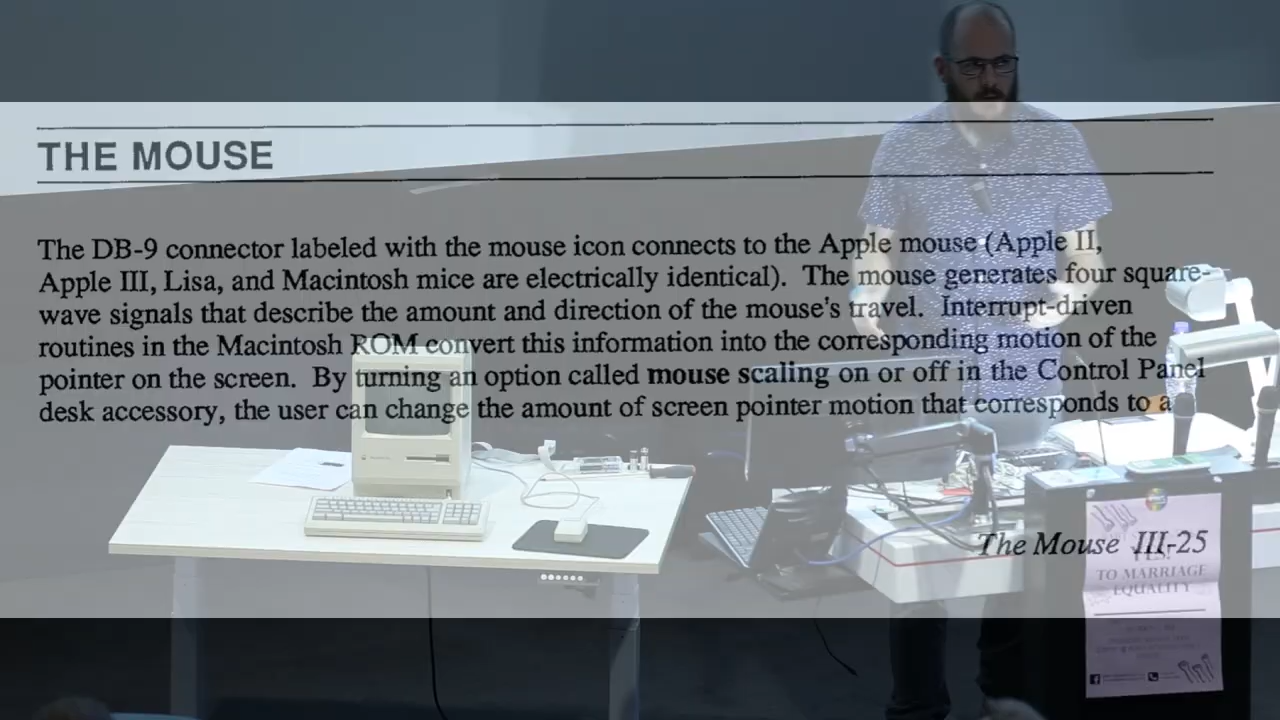 THE MOUSE
The DB-9 connector labeled with the mouse icon connects to the Apple mouse (Apple II,
Apple III, Lisa, and Macintosh mice are electrically identical). The mouse generates four square-
wave signals that describe the amount and direction of the mouse's travel. Interrupt-driven
routines in the Macintosh ROM convert this information into the corresponding motion of the
pointer on the screen. By turning an option called mouse scaling on or off in the Control Panel
desk accessory, the user can change the amount of screen pointer motion that corresponds to a
The Mouse III-25
TO MARRIAGE
EQUALITY